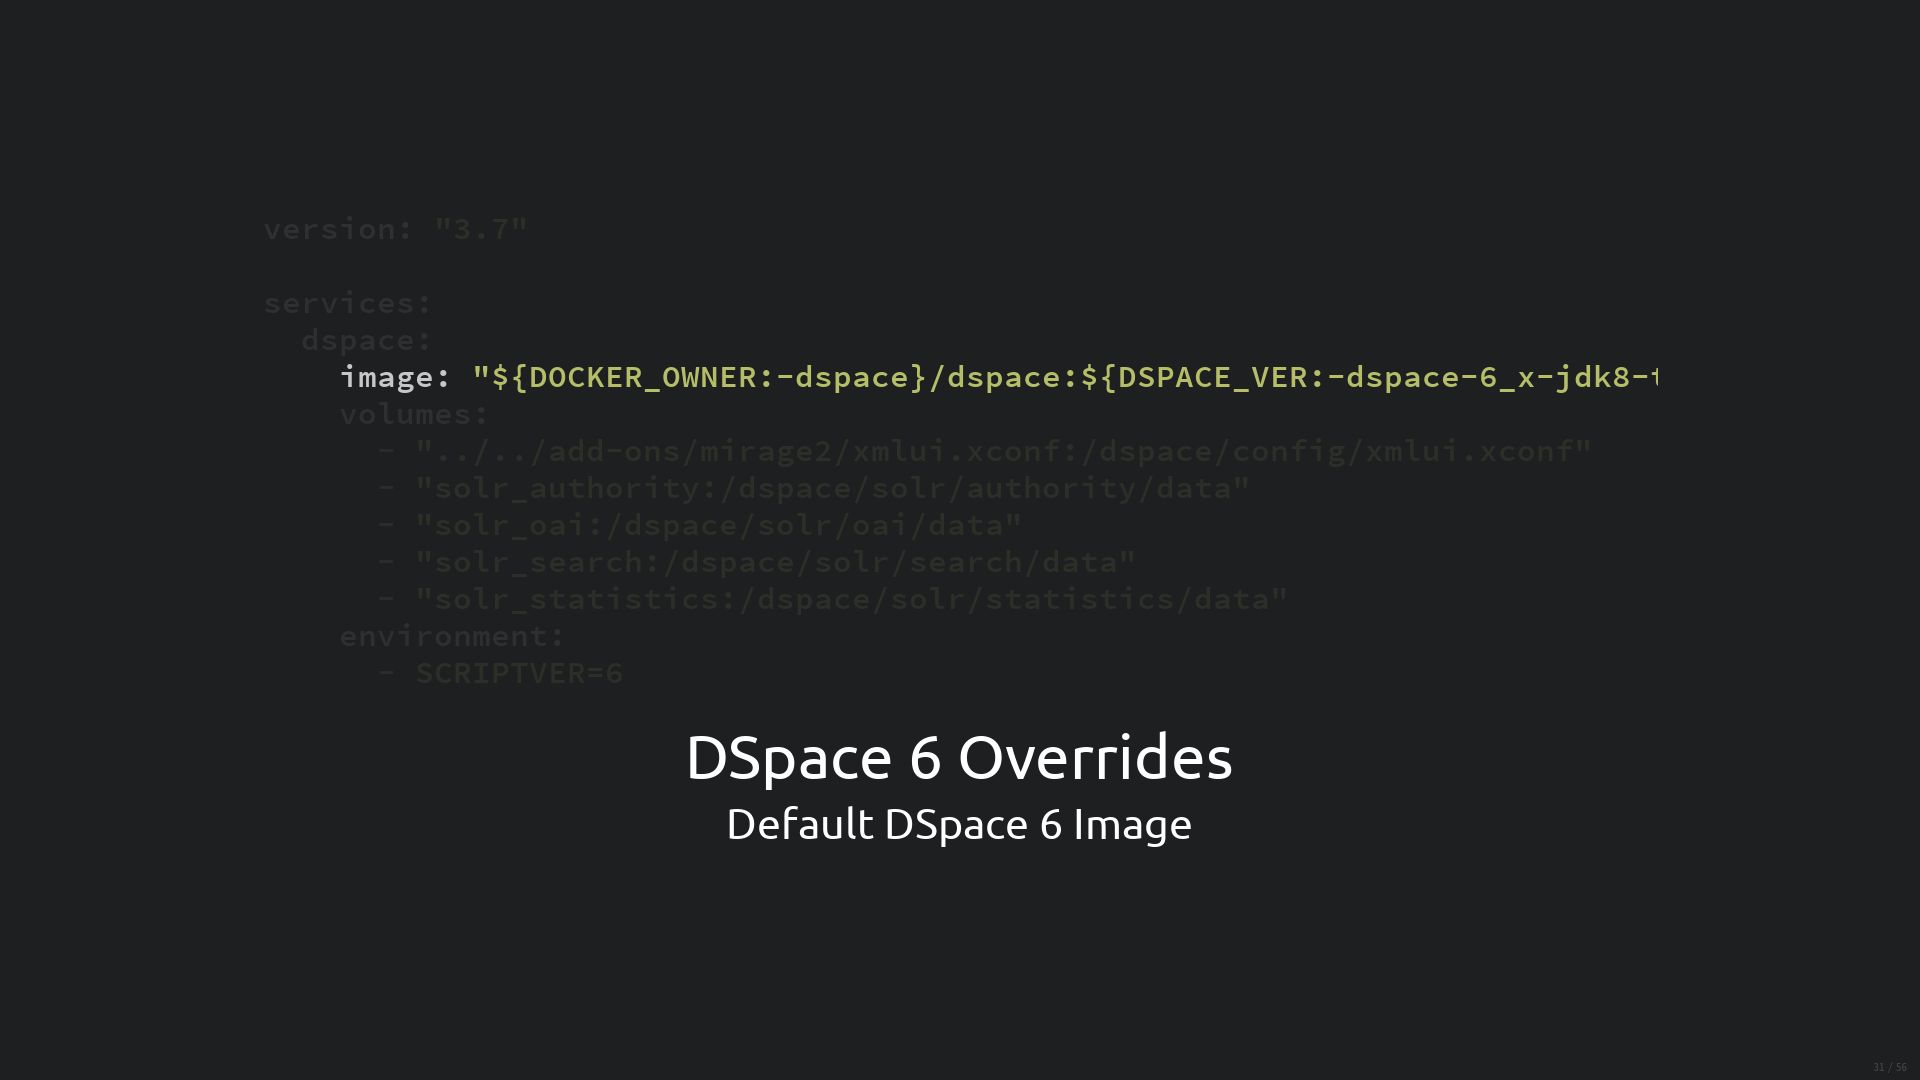 version: "3.7"
services:
dspace:
image: "${DOCKER_OWNER:-dspace}/dspace:${DSPACE_VER:-dspace-6_x-jdk8-t
volumes:
- "../../add-ons/mirage2/xmlui.xconf:/dspace/config/xmlui.xconf"
- "solr_authority:/dspace/solr/authority/data"
- "solr_oai:/dspace/solr/oai/data"
- "solr_search:/dspace/solr/search/data"
- "solr_statistics:/dspace/solr/statistics/data"
environment:
- SCRIPTVER=6
DSpace 6 Overrides
Default DSpace 6 Image
31 / 56